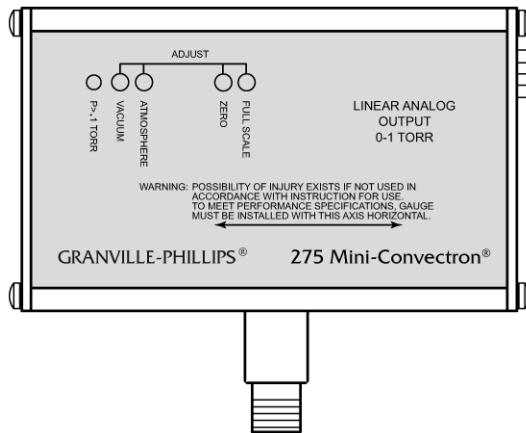 ADJUST
P>.1 TORR
VACUUM
ATMOSPHERE
ZERO
FULL SCALE
LINEAR ANALOG
OUTPUT
0-1 TORR
WARNING: POSSIBILITY OF INJURY EXISTS IF NOT USED IN
ACCORDANCE WITH INSTRUCTION FOR USE.
TO MEET PERFORMANCE SPECIFICATIONS, GAUGE
MUST BE INSTALLED WITH THIS AXIS HORIZONTAL.
GRANVILLE-PHILLIPS®
275 Mini-Convectron®